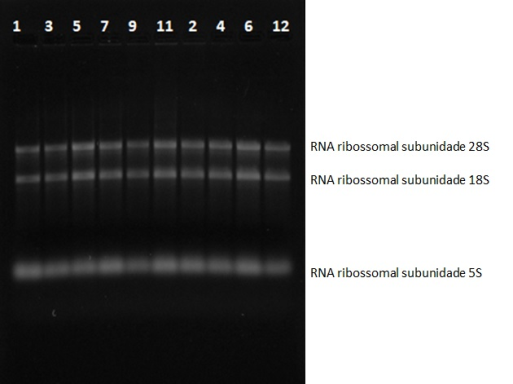 1 3 5 7 9 11 2 4 6 12
RNA ribossomal subunidade 28S
RNA ribossomal subunidade 18S
RNA ribossomal subunidade 5S